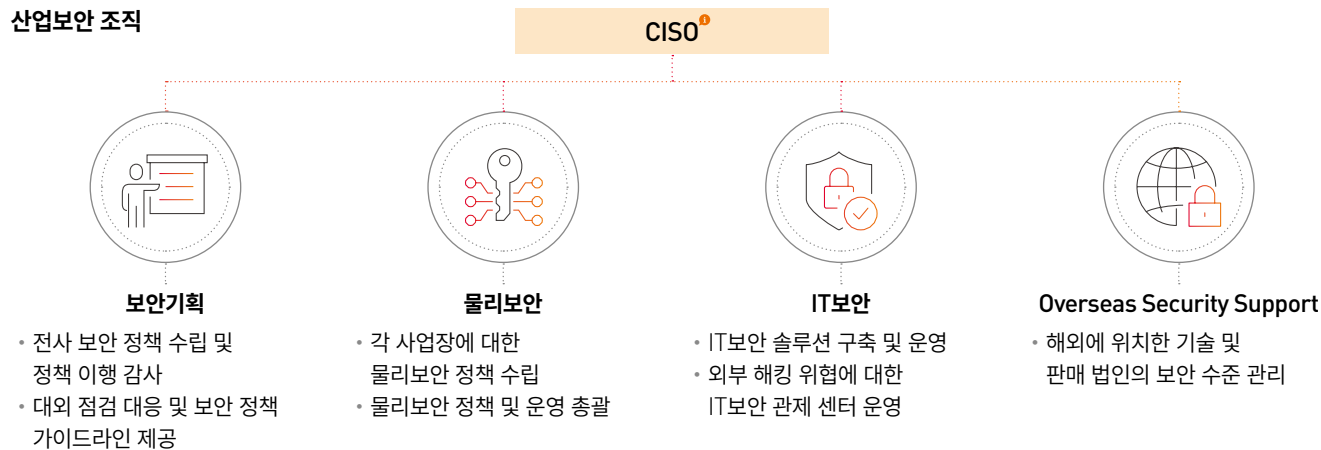 산업보안 조직
CISO
보안기획
• 전사 보안 정책 수립 및
정책 이행 감사
• 대외 점검 대응 및 보안 정책
가이드라인 제공
물리보안
• 각 사업장에 대한
물리보안 정책 수립
• 물리보안 정책 및 운영 총괄
IT보안
• IT보안 솔루션 구축 및 운영
• 외부 해킹 위협에 대한
IT보안 관제 센터 운영
Overseas Security Support
• 해외에 위치한 기술 및
판매 법인의 보안 수준 관리